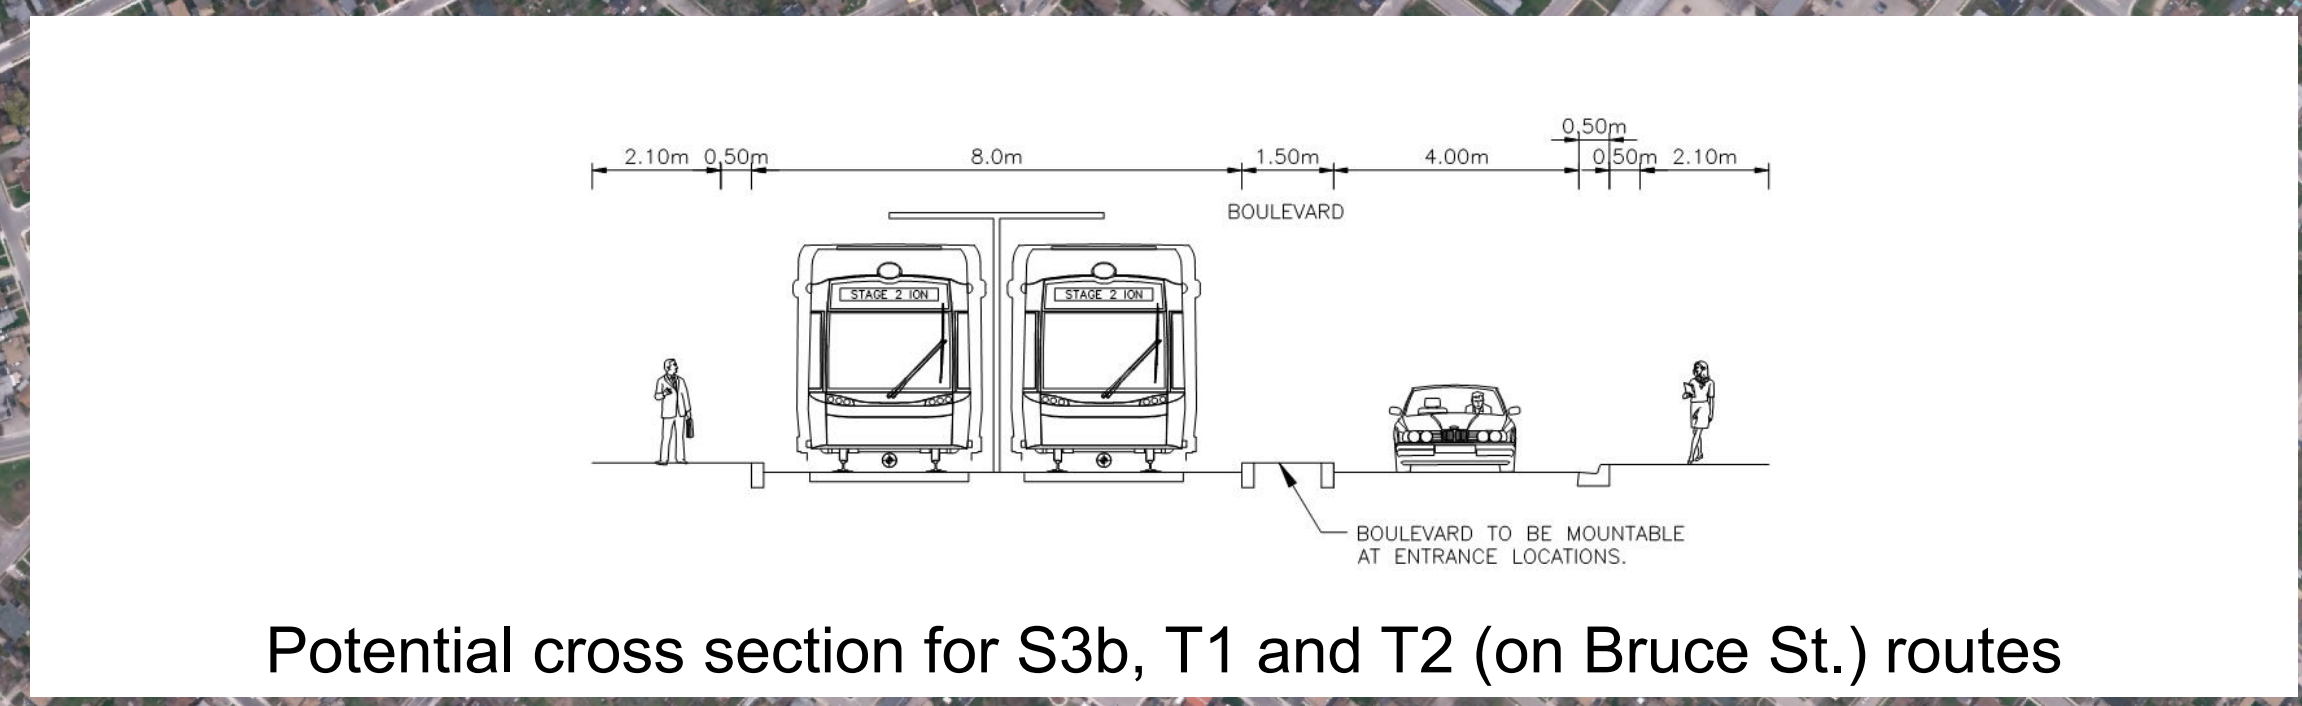 0.50m
2.10m 0.50m 8.0m 1.50m 4.00m 0.50m 2.10m
BOULEVARD
STAGE 2 ION STAGE 2 ION
BOULEVARD TO BE MOUNTABLE
AT ENTRANCE LOCATIONS.
Potential cross section for S3b, T1 and T2 (on Bruce St.) routes